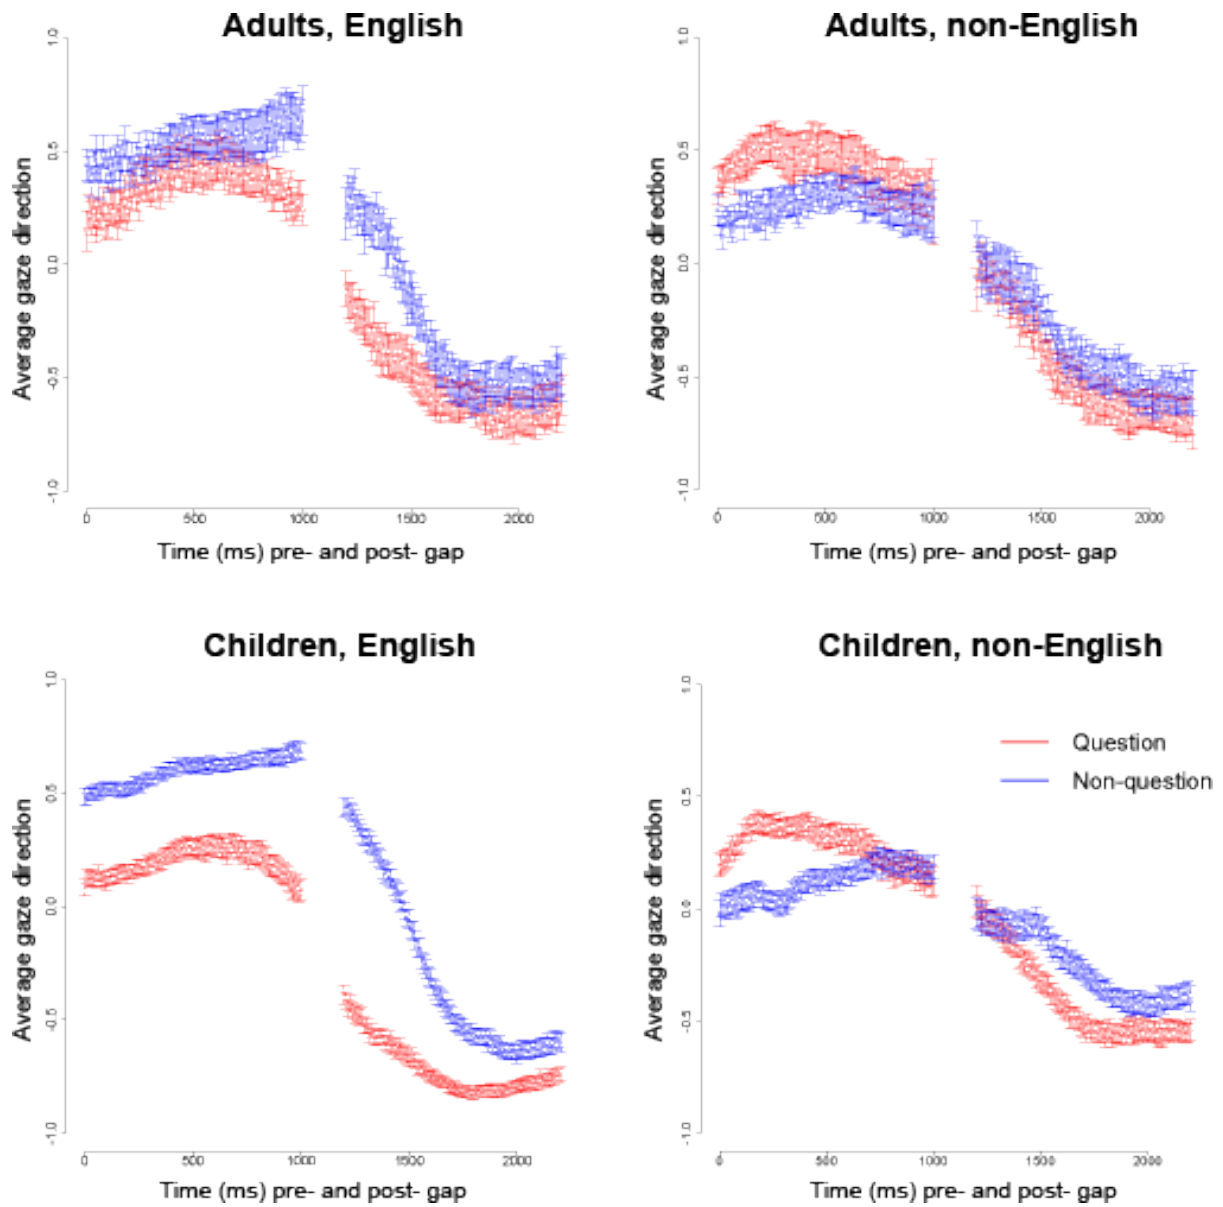 Adults, English
Average gaze direction
1.0
0.5
0.0
-0.5
-1.0
0 500 1000 1500 2000
Time (ms) pre- and post- gap
Adults, non-English
Average gaze direction
1.0
0.5
0.0
-0.5
-1.0
0 500 1000 1500 2000
Time (ms) pre- and post- gap
Children, English
Average gaze direction
1.0
0.5
0.0
-0.5
-1.0
0 500 1000 1500 2000
Time (ms) pre- and post- gap
Children, non-English
Average gaze direction
1.0
0.5
0.0
-0.5
-1.0
Question
Non-question
0 500 1000 1500 2000
Time (ms) pre- and post- gap